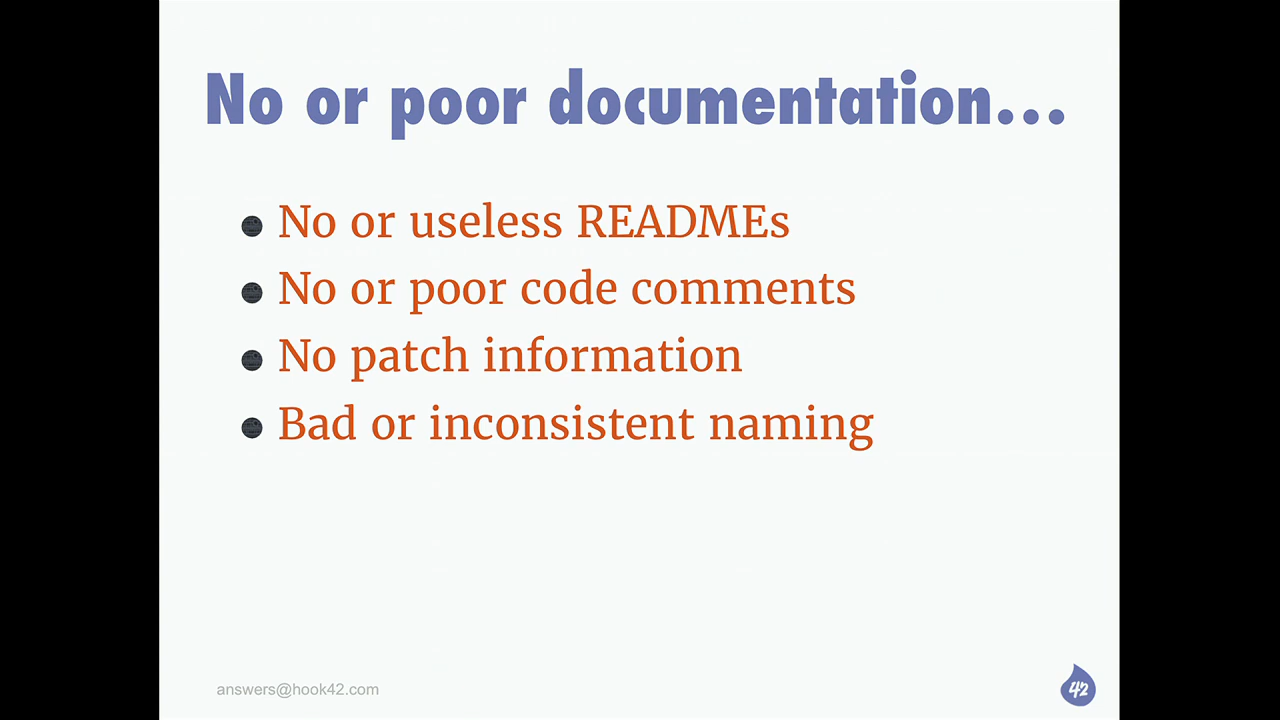 No or poor documentation...
No or useless READMEs
No or poor code comments
No patch information
Bad or inconsistent naming
answers@hook42.com
42